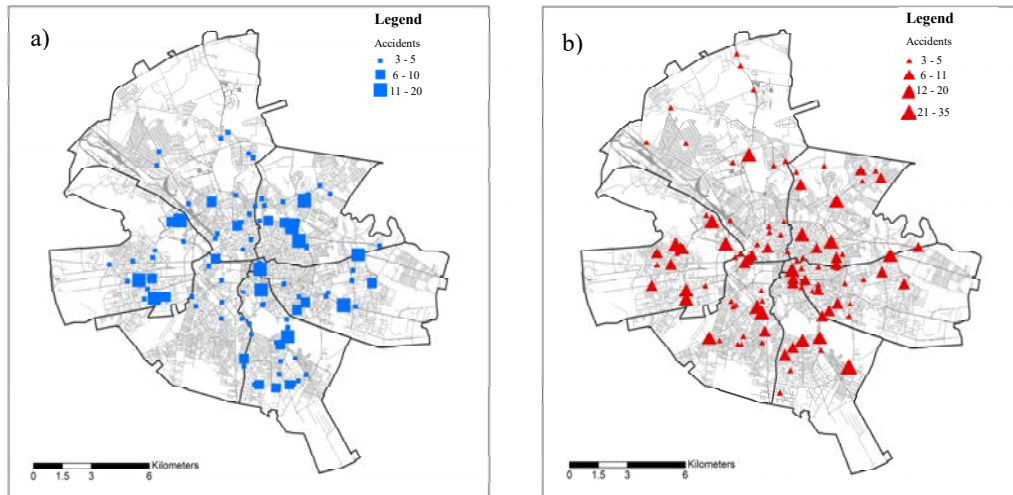 a)
Legend
Accidents
3 - 5
6 - 10
11 - 20
Kilometers
0 1.5 3 6
b)
Legend
Accidents
3 - 5
6 - 11
12 - 20
21 - 35
Kilometers
0 1.5 3 6